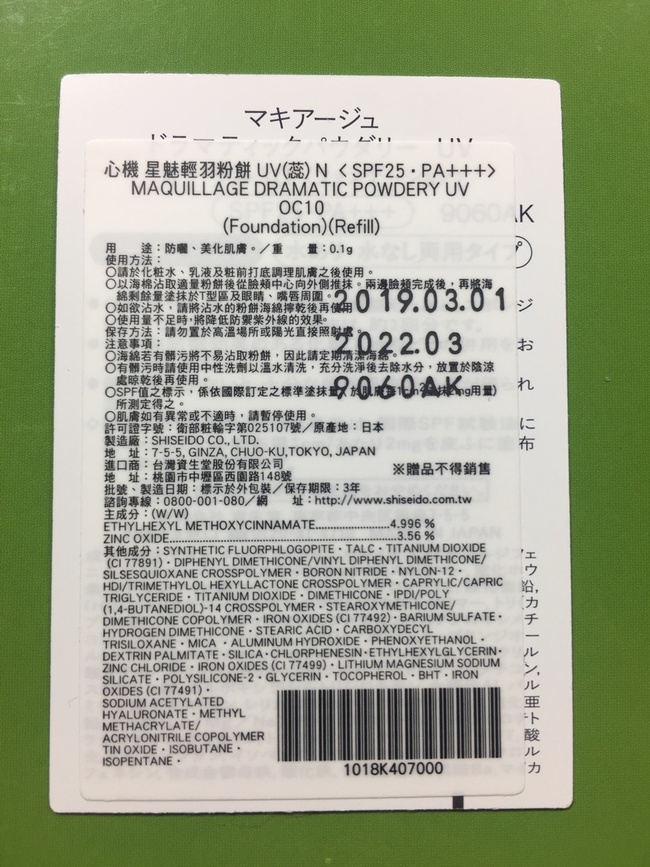 マキアージュ
心機 星魅輕羽粉餅 UV(蕊) N <SPF25・PA+++>
MAQUILLAGE DRAMATIC POWDERY UV
OC10
(Foundation)(Refill)
用　　途：防曬、美化肌膚。／重　　量：0.1g
使用方法：
○請於化粧水、乳液及粧前打底調理肌膚之後使用。
○以海綿沾取適量粉餅後從臉頰中心向外側推抹。兩邊臉頰完成後，再將海
綿剩餘量塗抹於T型區及眼睛、嘴唇周圍。
2019.03.01
○如欲沾水，請將沾水的粉餅海綿擰乾後再使用
○使用量不足時，將降低防禦紫外線的效果。
保存方法：請勿置於高溫場所或陽光直接照射處。
2022.03
注意事項：
○海綿若有髒污將不易沾取粉餅，因此請定期清潔海綿。
○有髒污時請使用中性洗劑以溫水清洗，充分洗淨後去除水分，放置於陰涼
處晾乾後再使用。
9060AK
○SPF值之標示，係依國際訂定之標準塗抹量（於肌膚每1cm²塗抹2mg用量）
所測定得之。
○肌膚如有異常或不適時，請暫停使用。
許可證字號：衛部粧輸字第025107號／原產地：日本
製造廠：SHISEIDO CO., LTD.
地　址：7-5-5, GINZA, CHUO-KU,TOKYO, JAPAN
進口商：台灣資生堂股份有限公司
※贈品不得銷售
地　址：桃園市中壢區西園路148號
批號、製造日期：標示於外包裝／保存期限：3年
諮詢專線：0800-001-080／網　　址：http://www.shiseido.com.tw
主成分：(W/W)
ETHYLHEXYL METHOXYCINNAMATE....................4.996 %
ZINC OXIDE............................................................3.56 %
其他成分：SYNTHETIC FLUORPHLOGOPITE・TALC・TITANIUM DIOXIDE
(CI 77891)・DIPHENYL DIMETHICONE/VINYL DIPHENYL DIMETHICONE/
SILSESQUIOXANE CROSSPOLYMER・BORON NITRIDE・NYLON-12・
HDI/TRIMETHYLOL HEXYLLACTONE CROSSPOLYMER・CAPRYLIC/CAPRIC
TRIGLYCERIDE・TITANIUM DIOXIDE・DIMETHICONE・IPDI/POLY
(1,4-BUTANEDIOL)-14 CROSSPOLYMER・STEAROXYMETHICONE/
DIMETHICONE COPOLYMER・IRON OXIDES (CI 77492)・BARIUM SULFATE・
HYDROGEN DIMETHICONE・STEARIC ACID・CARBOXYDECYL
TRISILOXANE・MICA・ALUMINUM HYDROXIDE・PHENOXYETHANOL・
DEXTRIN PALMITATE・SILICA・CHLORPHENESIN・ETHYLHEXYLGLYCERIN・
ZINC CHLORIDE・IRON OXIDES (CI 77499)・LITHIUM MAGNESIUM SODIUM
SILICATE・POLYSILICONE-2・GLYCERIN・TOCOPHEROL・BHT・IRON
OXIDES (CI 77491)・
SODIUM ACETYLATED
HYALURONATE・METHYL
METHACRYLATE/
ACRYLONITRILE COPOLYMER
TIN OXIDE・ISOBUTANE・
ISOPENTANE・
1018K407000